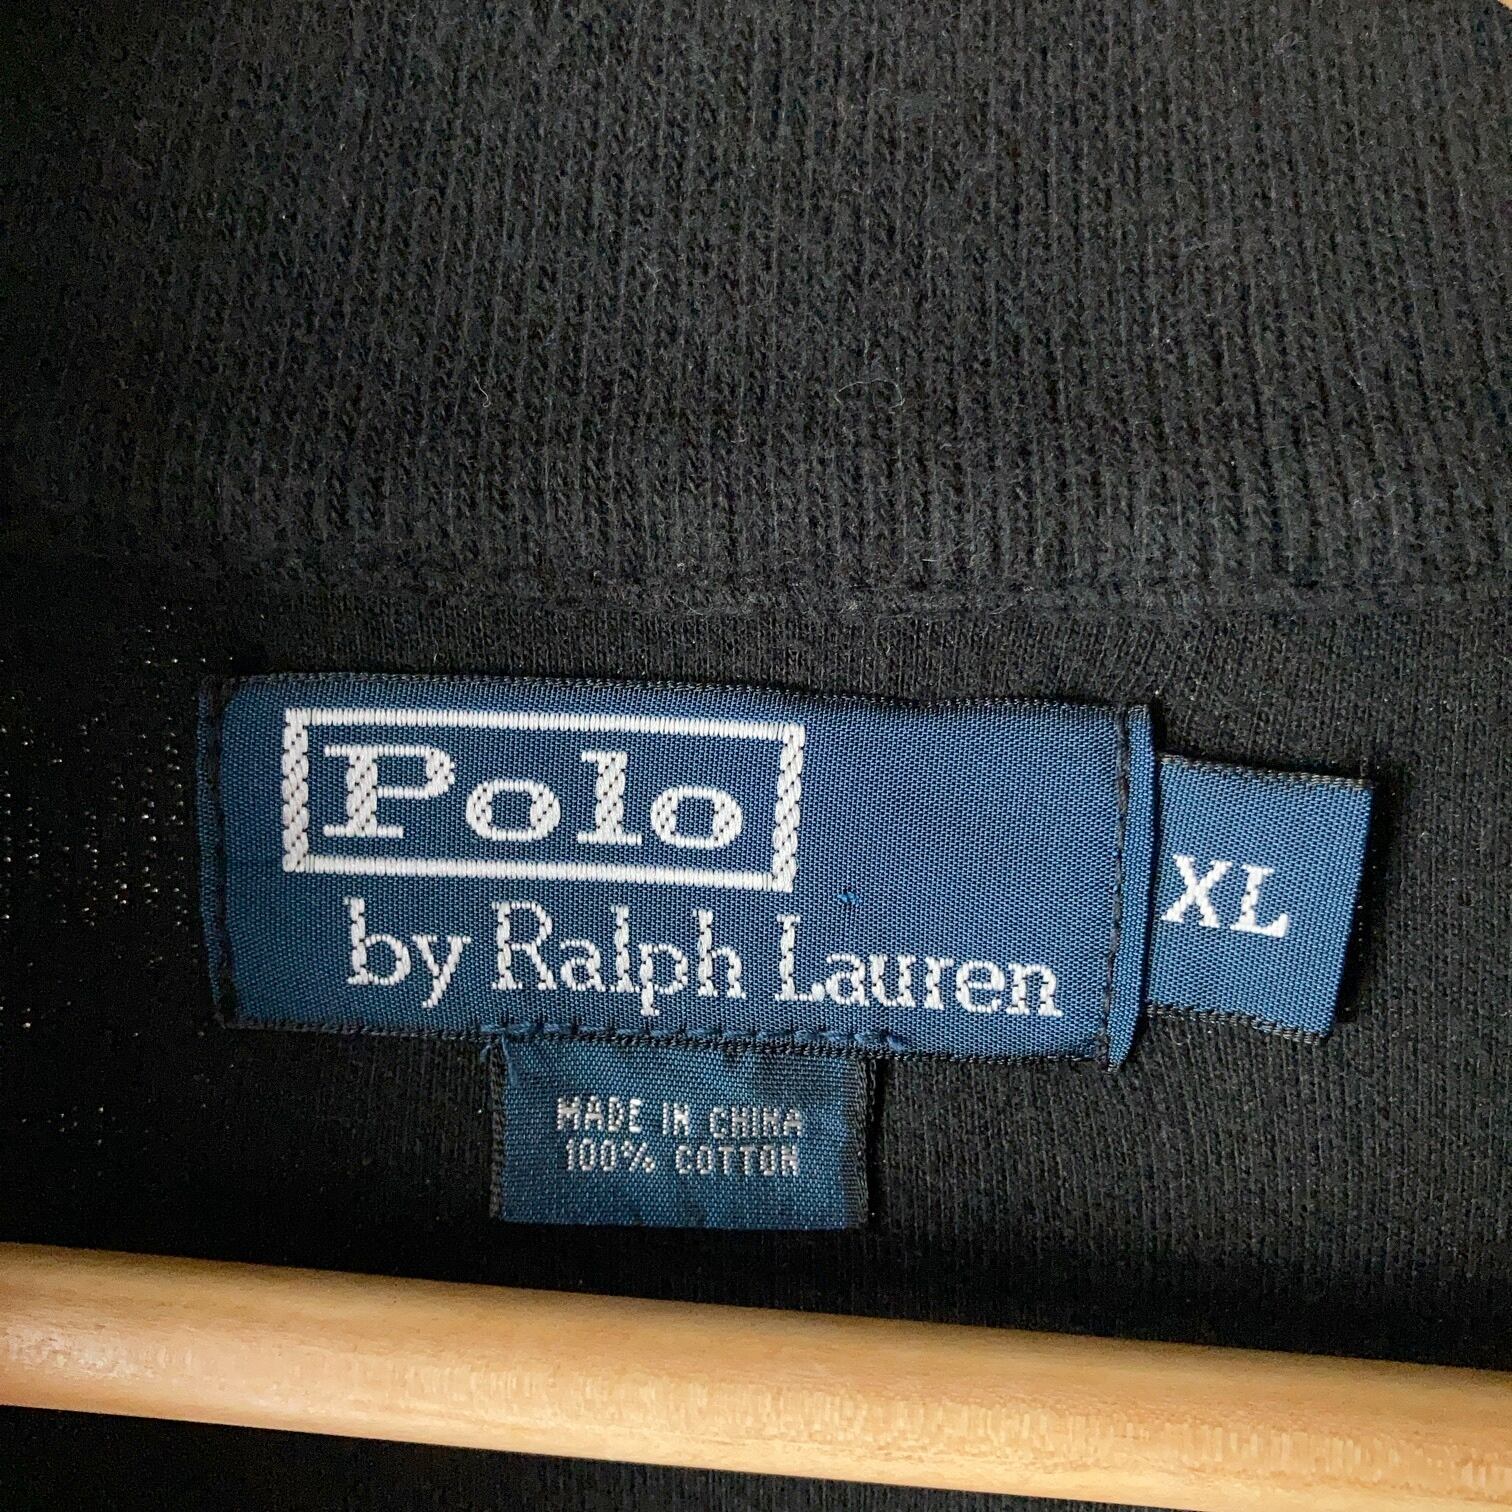 Polo
by Ralph Lauren
XL
MADE IN CHINA
100% COTTON